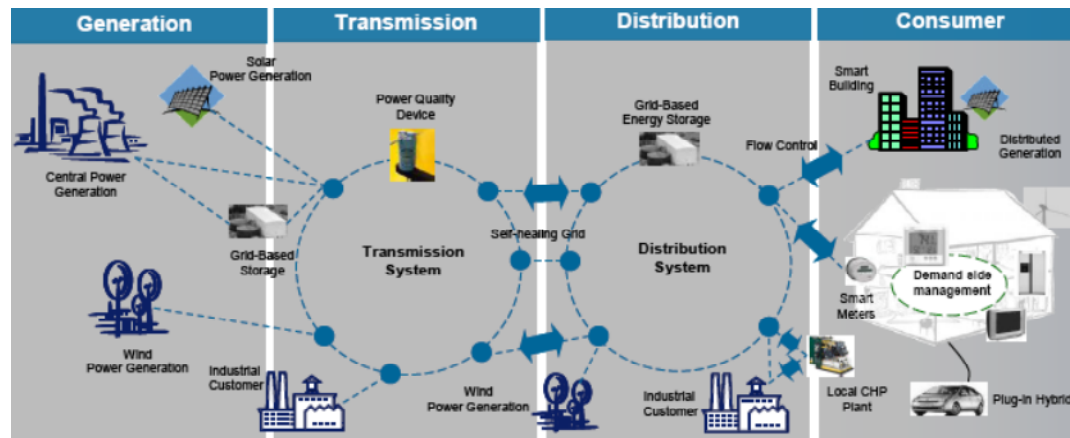 Generation
Transmission
Distribution
Consumer
Solar
Power Generation
Central Power
Generation
Grid-Based
Storage
Wind
Power Generation
Power Quality
Device
Transmission
System
Industrial
Customer
Self-healing Grid
Wind
Power Generation
Grid-Based
Energy Storage
Flow Control
Distribution
System
Industrial
Customer
Smart
Building
Distributed
Generation
Demand side
management
Smart
Meters
Local CHP
Plant
Plug-In Hybrid